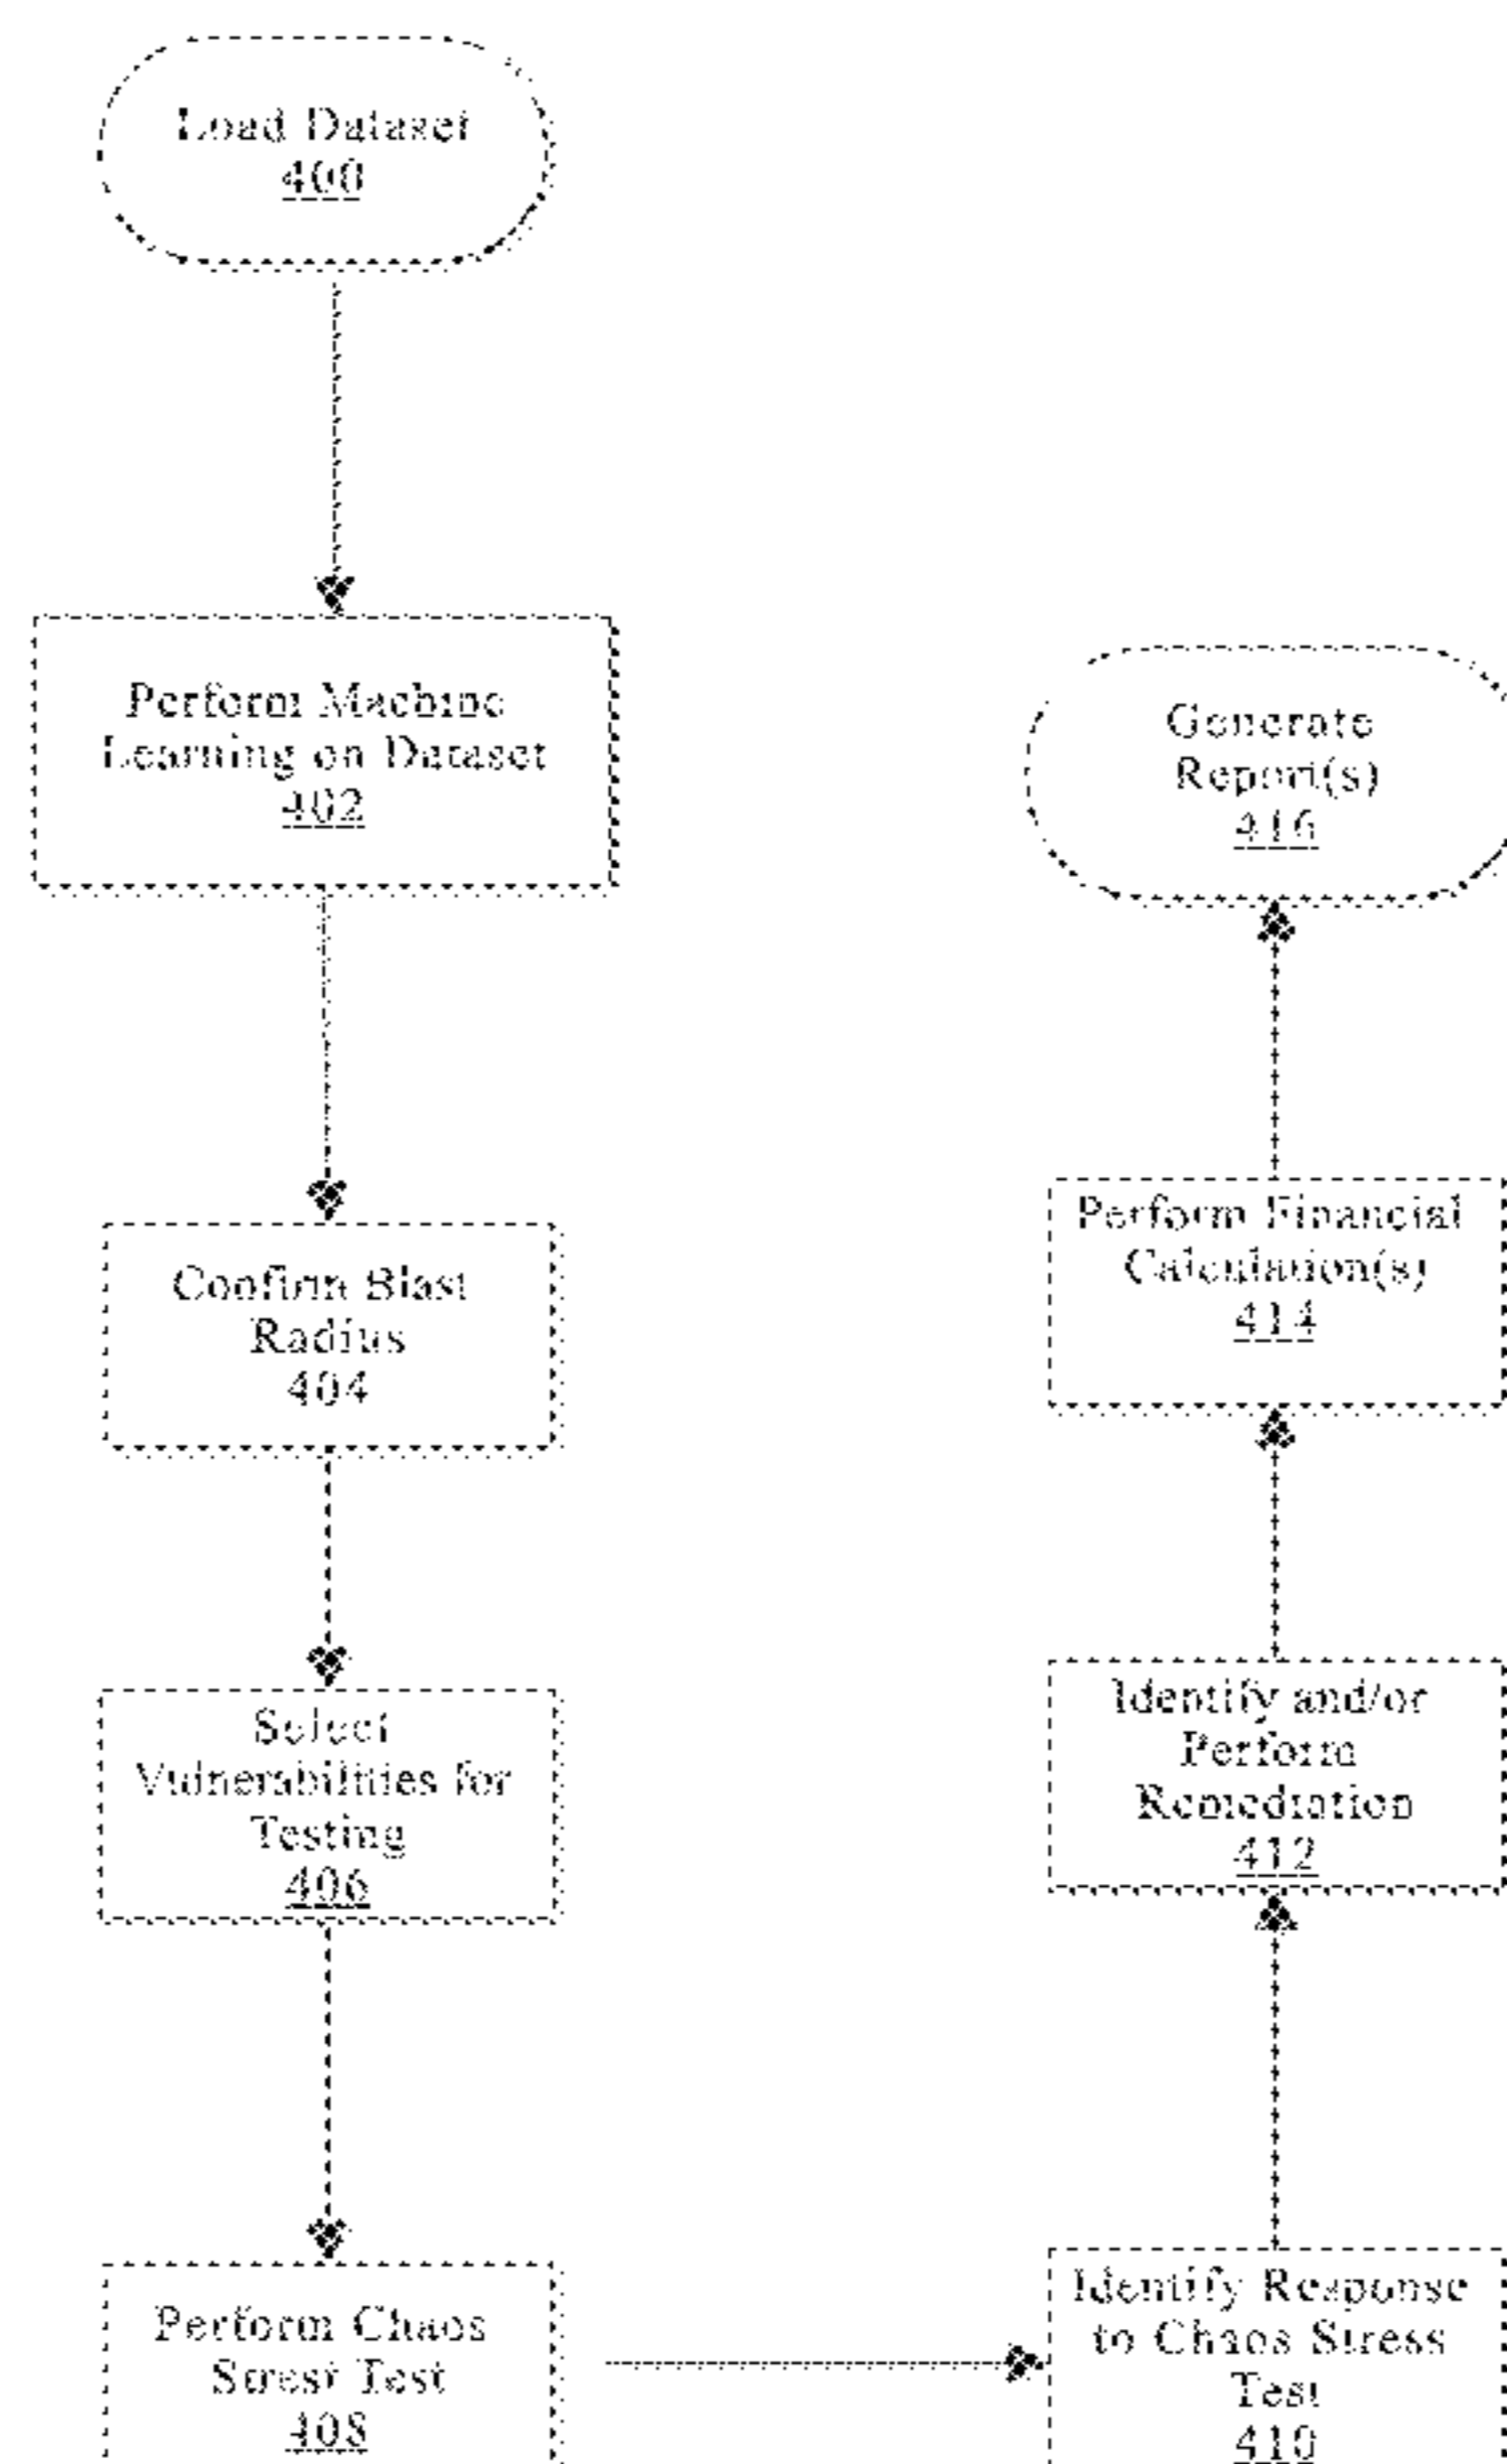 Load Dataset
400
Perform Machine
Learning on Dataset
402
Confirm Blast
Radius
404
Select
Vulnerabilities for
Testing
406
Perform Chaos
Stress Test
408
Identify Response
to Chaos Stress
Test
410
Identify and/or
Perform
Remediation
412
Perform Financial
Calculation(s)
414
Generate
Report(s)
416